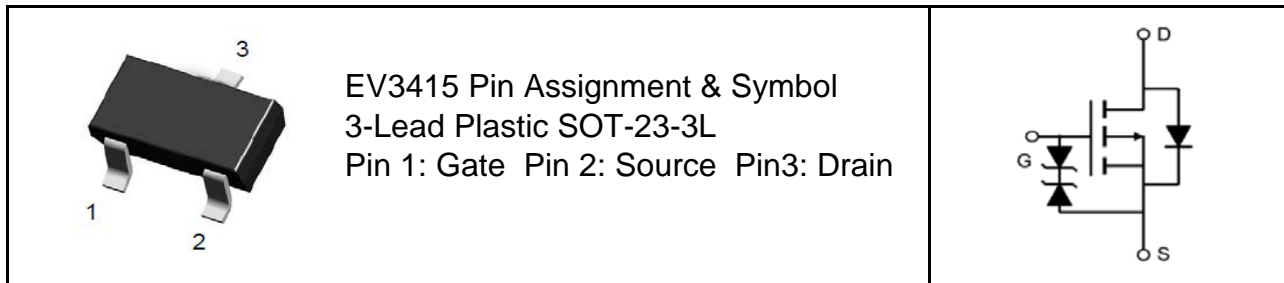 3
1
2
EV3415 Pin Assignment & Symbol
3-Lead Plastic SOT-23-3L
Pin 1: Gate Pin 2: Source Pin3: Drain
D
G
S